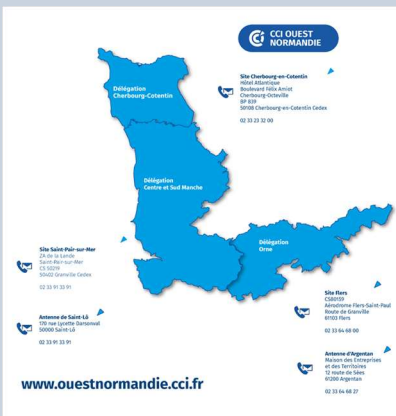 CCI OUEST
NORMANDIE
Site Cherbourg-en-Cotentin
Hôtel Atlantique
Boulevard Félix Amiot
Cherbourg-Octeville
BP 839
50108 Cherbourg-en-Cotentin Cedex
02 33 23 32 00
Délégation
Cherbourg-Cotentin
Délégation
Centre et Sud Manche
Délégation
Orne
Site Saint-Pair-sur-Mer
ZA de la Lande
Saint-Pair-sur-Mer
CS 50219
50402 Granville Cedex
02 33 91 33 91
Antenne de Saint-Lô
170 rue Lycette Darsonval
50000 Saint-Lô
02 33 91 33 91
Site Flers
CS80159
Aérodrome Flers-Saint-Paul
Route de Granville
61103 Flers
02 33 64 68 00
Antenne d'Argentan
Maison des Entreprises
et des Territoires
12 route de Sées
61200 Argentan
02 33 64 68 27
www.ouestnormandie.cci.fr